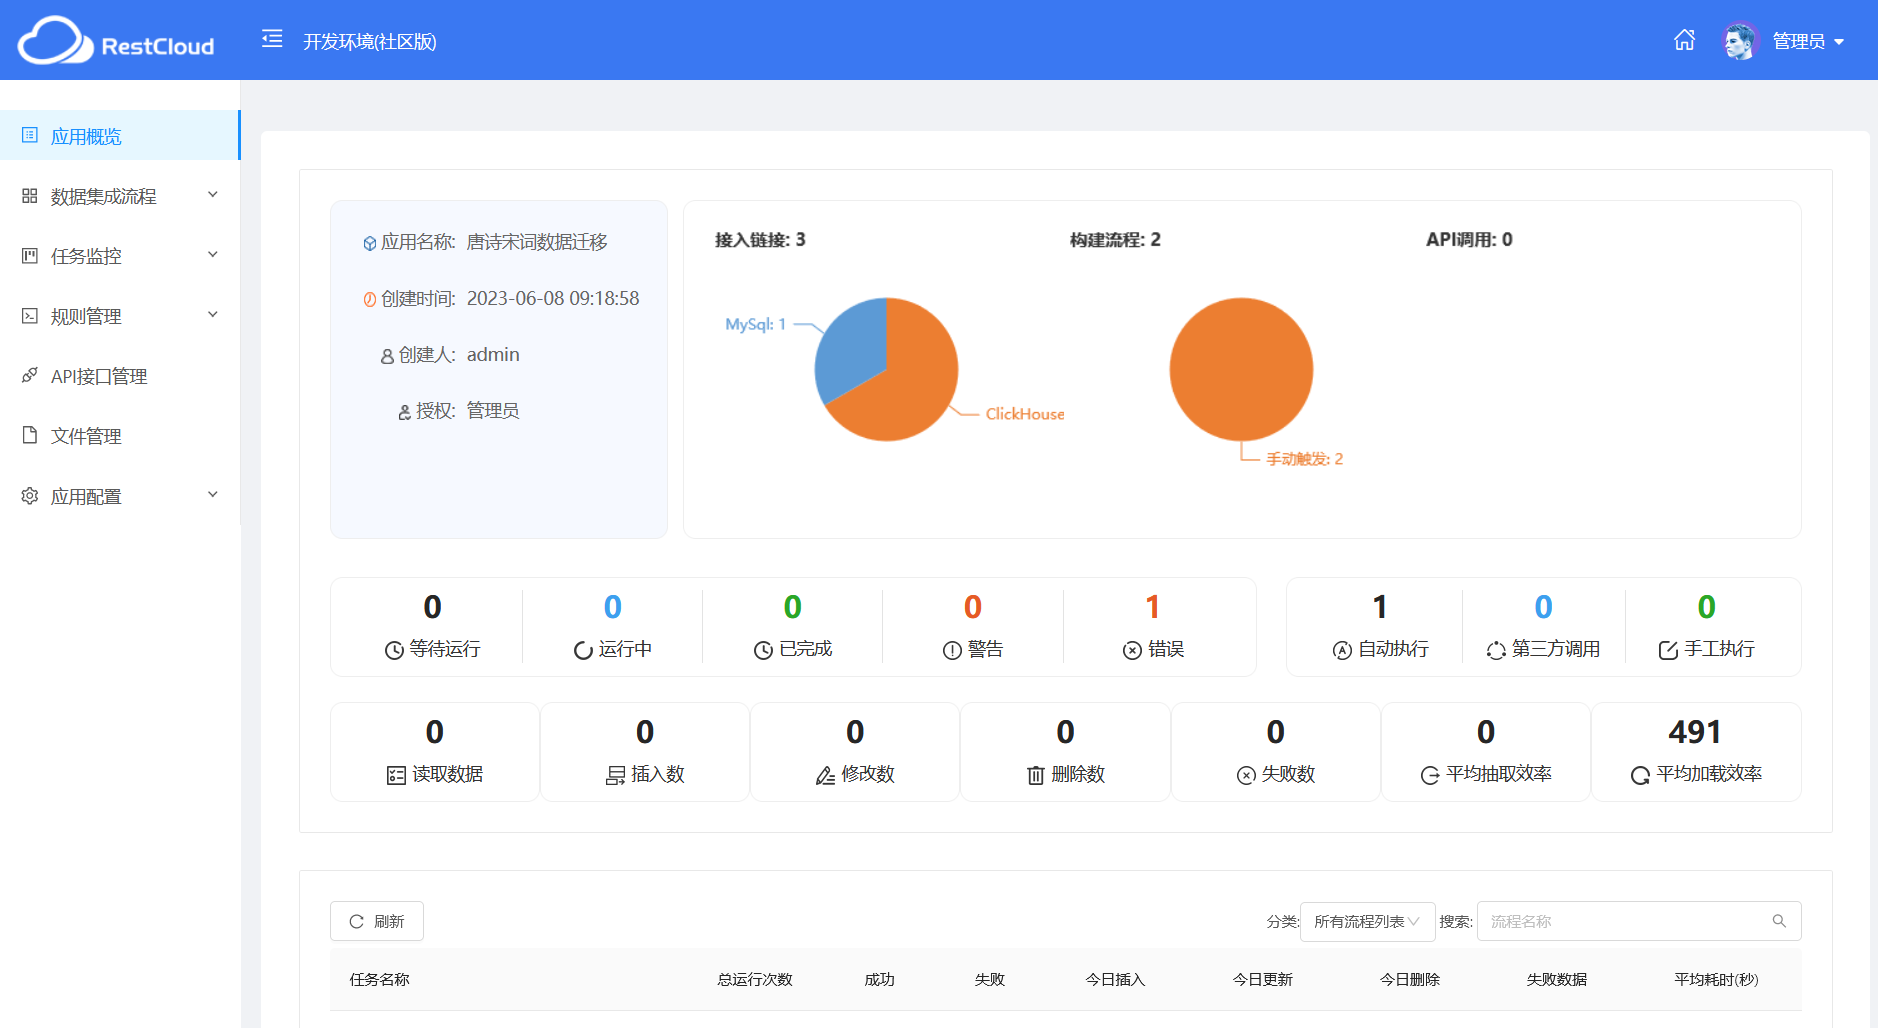 RestCloud
开发环境(社区版)
管理员
应用概览
数据集成流程
任务监控
规则管理
API接口管理
文件管理
应用配置
应用名称: 唐诗宋词数据迁移
创建时间: 2023-06-08 09:18:58
创建人: admin
授权: 管理员
接入链接: 3
构建流程: 2
API调用: 0
MySql: 1
ClickHouse
手动触发: 2
0 0 0 0 1 1 0 0
等待运行 运行中 已完成 警告 错误 自动执行 第三方调用 手工执行
0 0 0 0 0 0 491
读取数据 插入数 修改数 删除数 失败数 平均抽取效率 平均加载效率
刷新 分类: 所有流程列表 搜索: 流程名称
任务名称 总运行次数 成功 失败 今日插入 今日更新 今日删除 失败数据 平均耗时(秒)